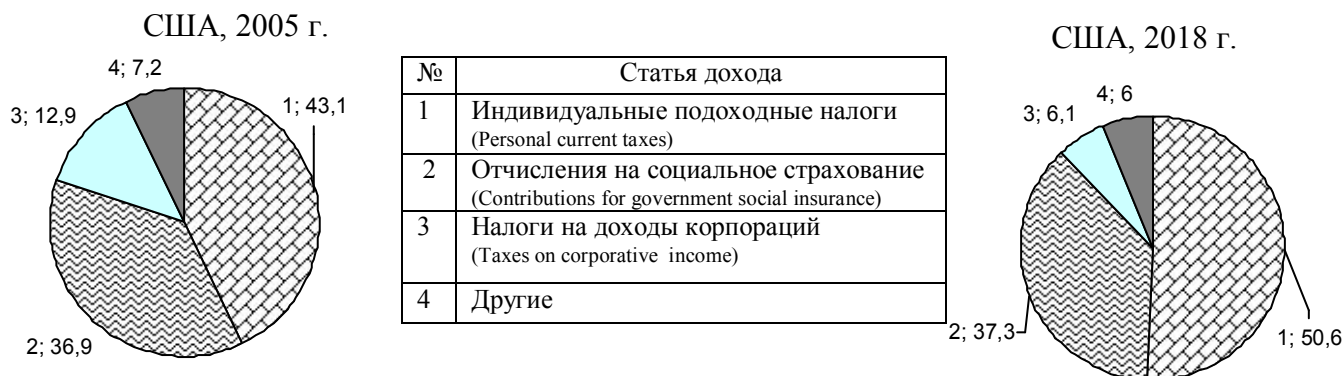 США, 2005 г.
4; 7,2
3; 12,9
1; 43,1
2; 36,9
№ Статья дохода
1 Индивидуальные подоходные налоги
(Personal current taxes)
2 Отчисления на социальное страхование
(Contributions for government social insurance)
3 Налоги на доходы корпораций
(Taxes on corporative income)
4 Другие
США, 2018 г.
4; 6
3; 6,1
2; 37,3
1; 50,6